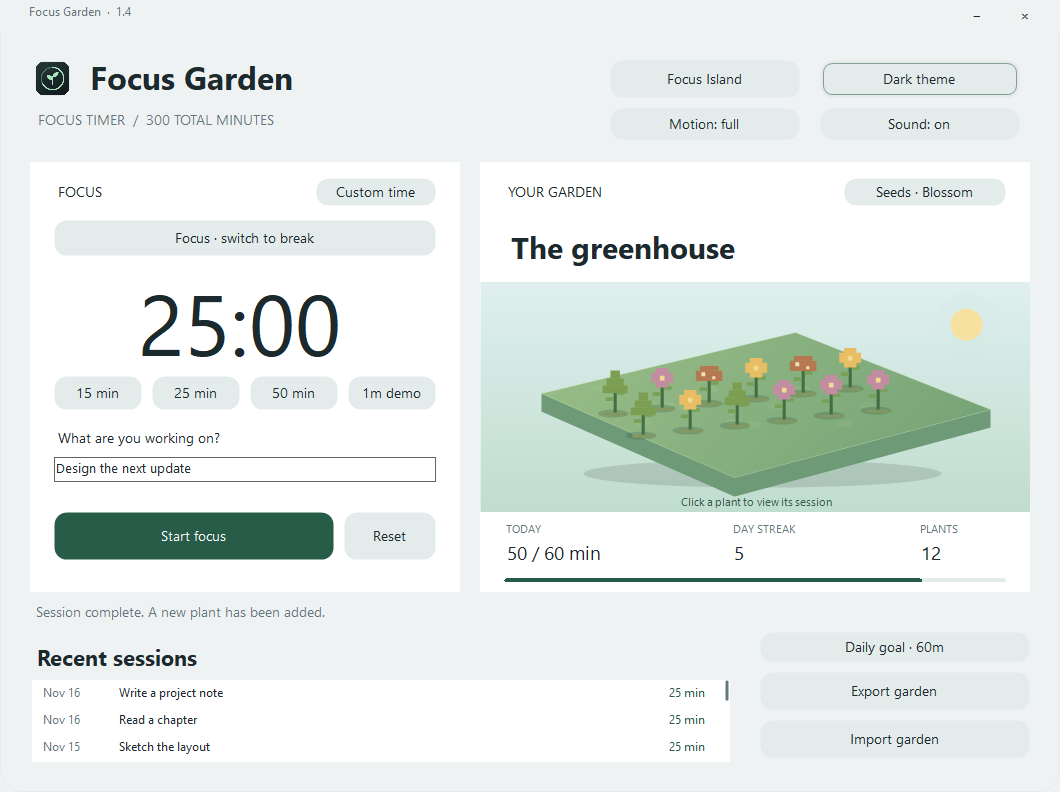 Focus Garden · 1.4
Focus Garden
FOCUS TIMER / 300 TOTAL MINUTES
Focus Island
Dark theme
Motion: full
Sound: on
FOCUS
Custom time
Focus · switch to break
25:00
15 min
25 min
50 min
1m demo
What are you working on?
Design the next update
Start focus
Reset
YOUR GARDEN
Seeds · Blossom
The greenhouse
Click a plant to view its session
TODAY
DAY STREAK
PLANTS
50 / 60 min
5
12
Session complete. A new plant has been added.
Recent sessions
Nov 16 Write a project note 25 min
Nov 16 Read a chapter 25 min
Nov 15 Sketch the layout 25 min
Daily goal · 60m
Export garden
Import garden